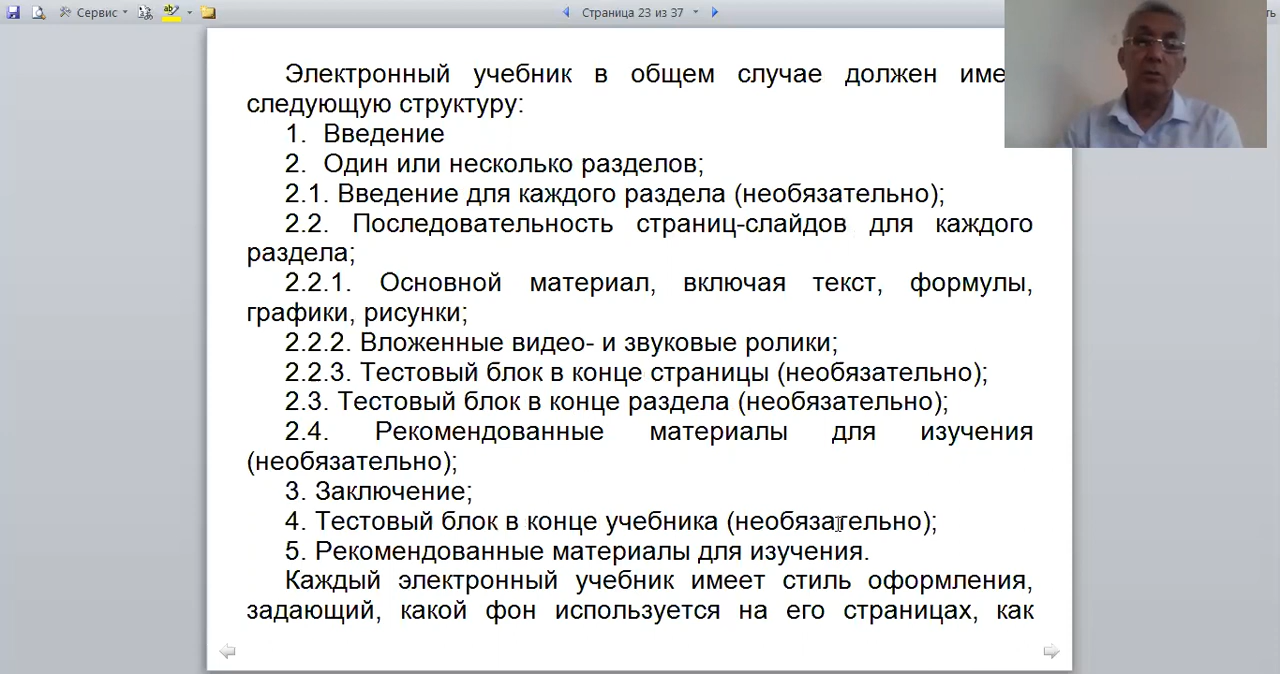 Сервис
Страница 23 из 37
ть
Электронный учебник в общем случае должен име
следующую структуру:
1. Введение
2. Один или несколько разделов;
2.1. Введение для каждого раздела (необязательно);
2.2. Последовательность страниц-слайдов для каждого
раздела;
2.2.1. Основной материал, включая текст, формулы,
графики, рисунки;
2.2.2. Вложенные видео- и звуковые ролики;
2.2.3. Тестовый блок в конце страницы (необязательно);
2.3. Тестовый блок в конце раздела (необязательно);
2.4. Рекомендованные материалы для изучения
(необязательно);
3. Заключение;
4. Тестовый блок в конце учебника (необязательно);
5. Рекомендованные материалы для изучения.
Каждый электронный учебник имеет стиль оформления,
задающий, какой фон используется на его страницах, как